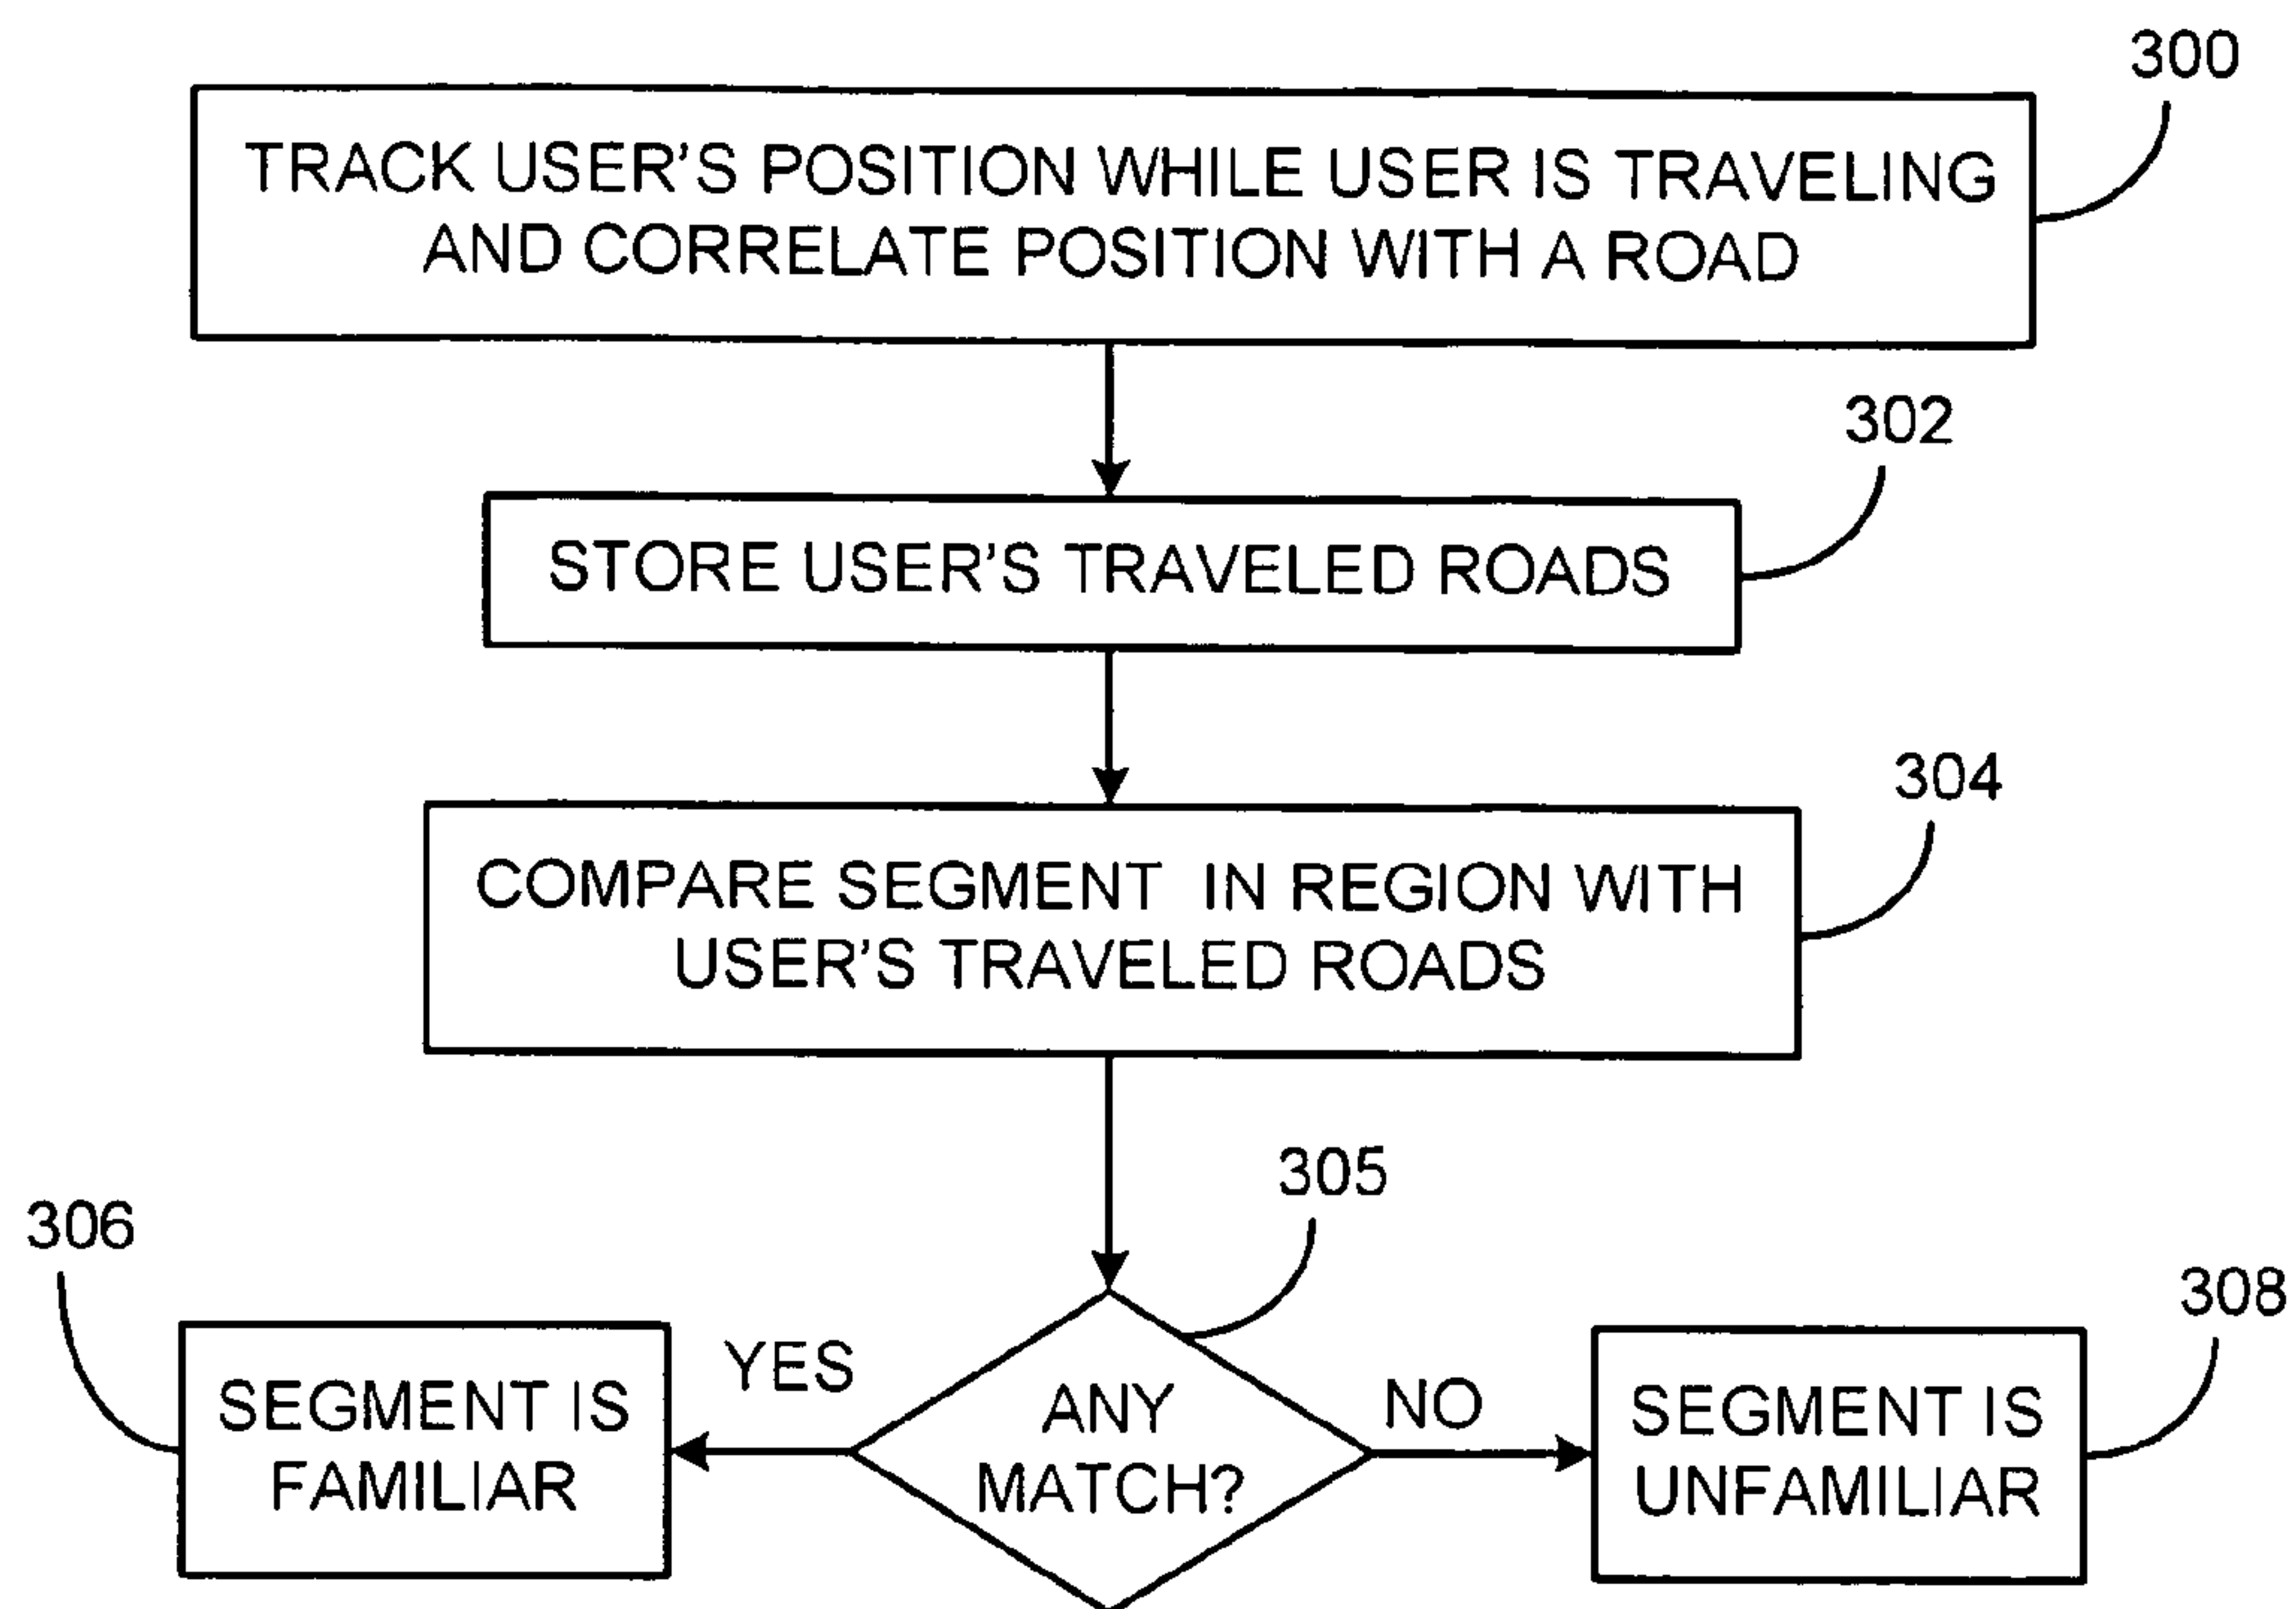 300
TRACK USER'S POSITION WHILE USER IS TRAVELING
AND CORRELATE POSITION WITH A ROAD
302
STORE USER'S TRAVELED ROADS
304
COMPARE SEGMENT IN REGION WITH
USER'S TRAVELED ROADS
305
306
308
YES
NO
SEGMENT IS
FAMILIAR
ANY
MATCH?
SEGMENT IS
UNFAMILIAR